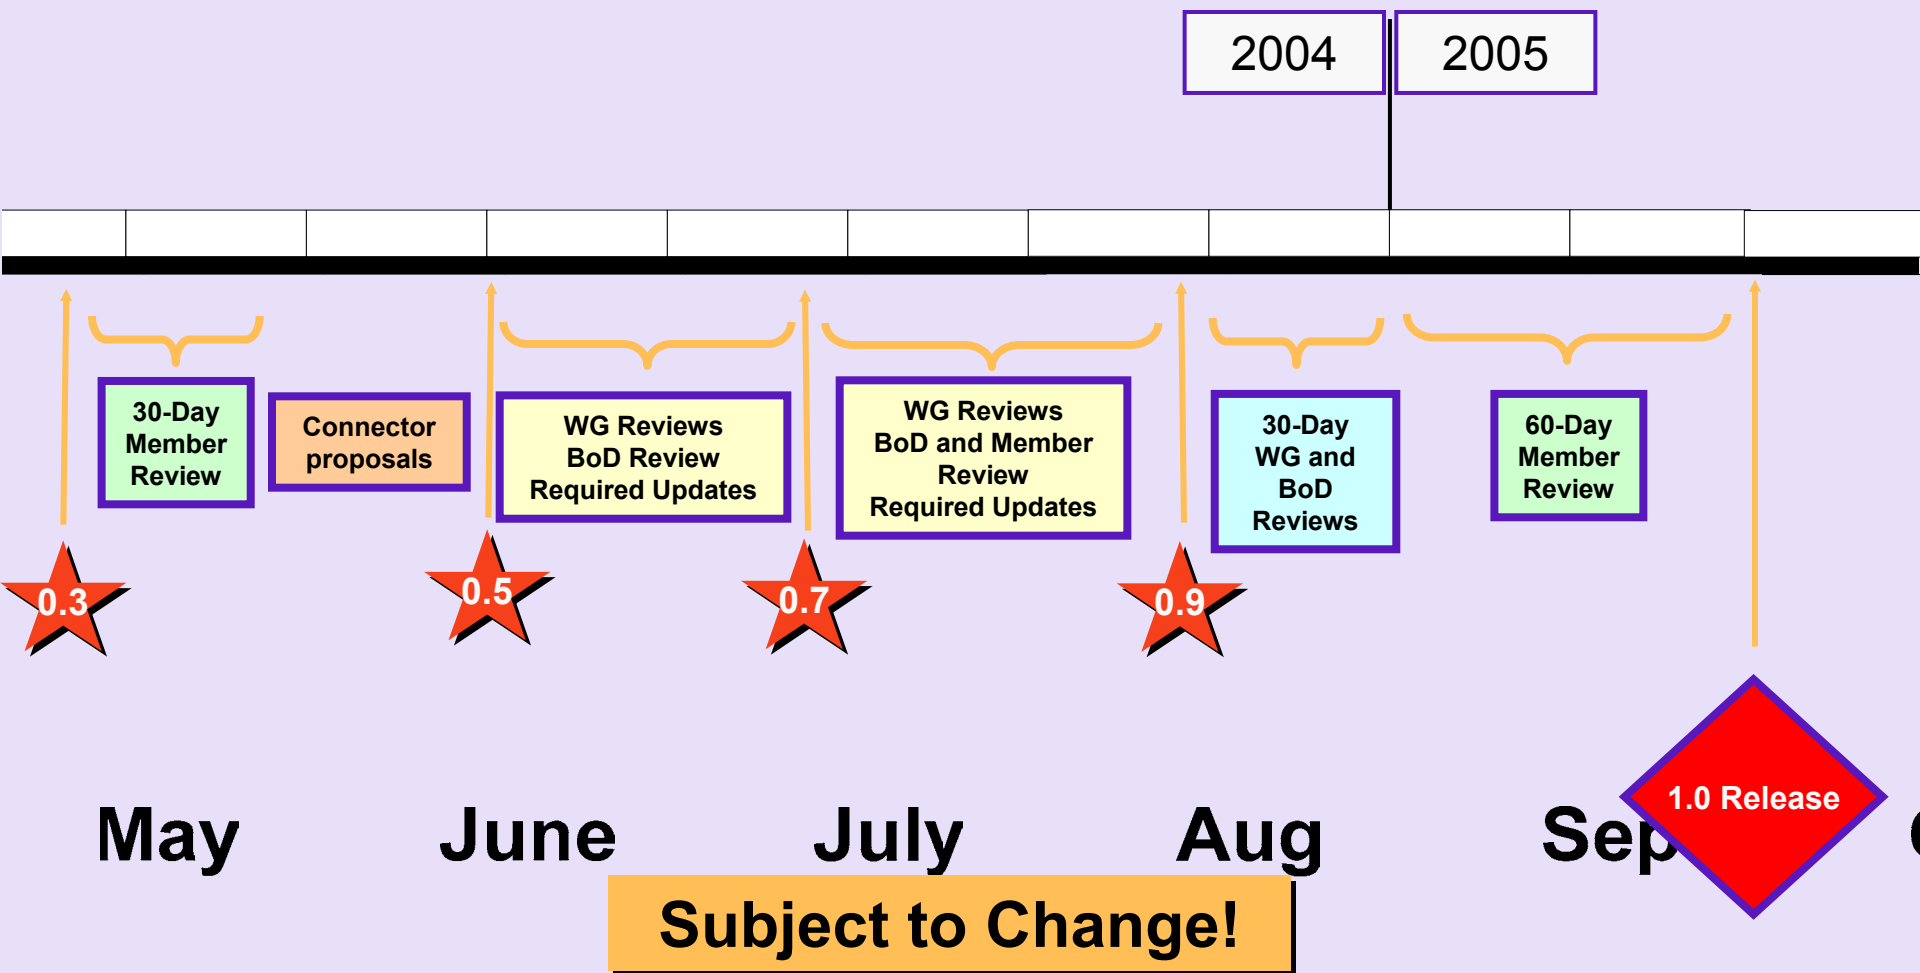 2004
2005
30-Day
Member
Review
Connector
proposals
WG Reviews
BoD Review
Required Updates
WG Reviews
BoD and Member
Review
Required Updates
30-Day
WG and
BoD
Reviews
60-Day
Member
Review
0.3
0.5
0.7
0.9
1.0 Release
May
June
July
Aug
Sep
Subject to Change!